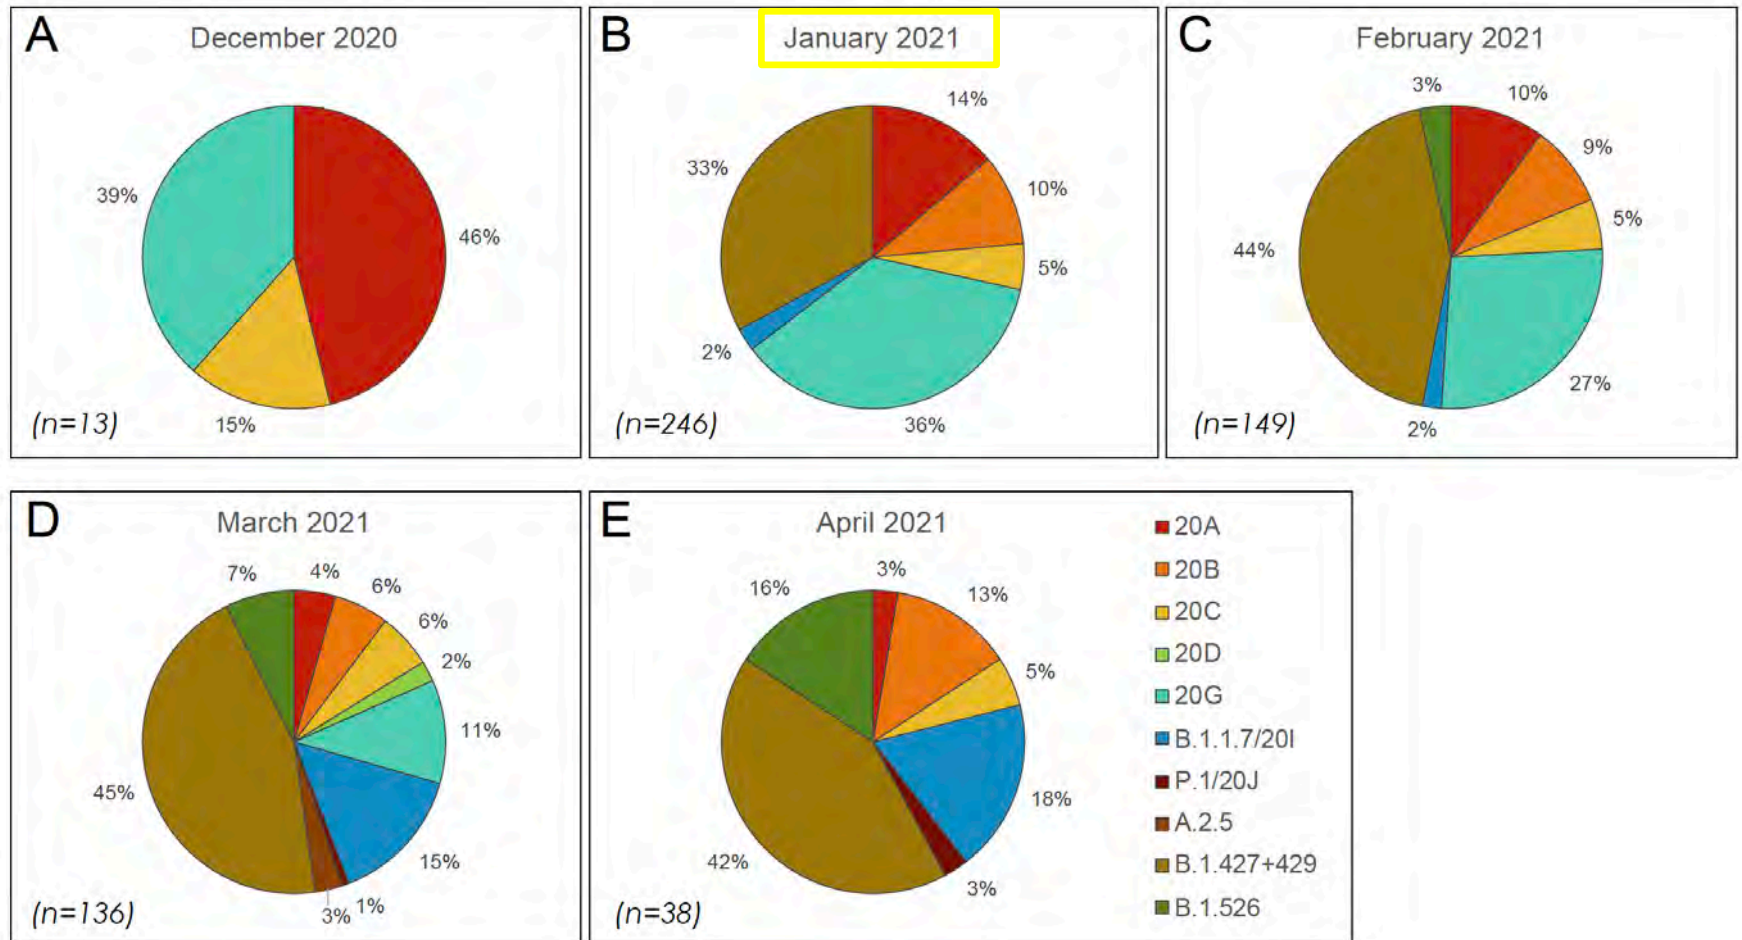 A
December 2020
46%
15%
39%
(n=13)
B
January 2021
14%
10%
5%
36%
2%
33%
(n=246)
C
February 2021
10%
9%
5%
27%
2%
44%
3%
(n=149)
D
March 2021
4%
6%
6%
2%
11%
15%
1%
3%
45%
7%
(n=136)
E
April 2021
3%
13%
5%
18%
3%
42%
16%
(n=38)
20A
20B
20C
20D
20G
B.1.1.7/20I
P.1/20J
A.2.5
B.1.427+429
B.1.526